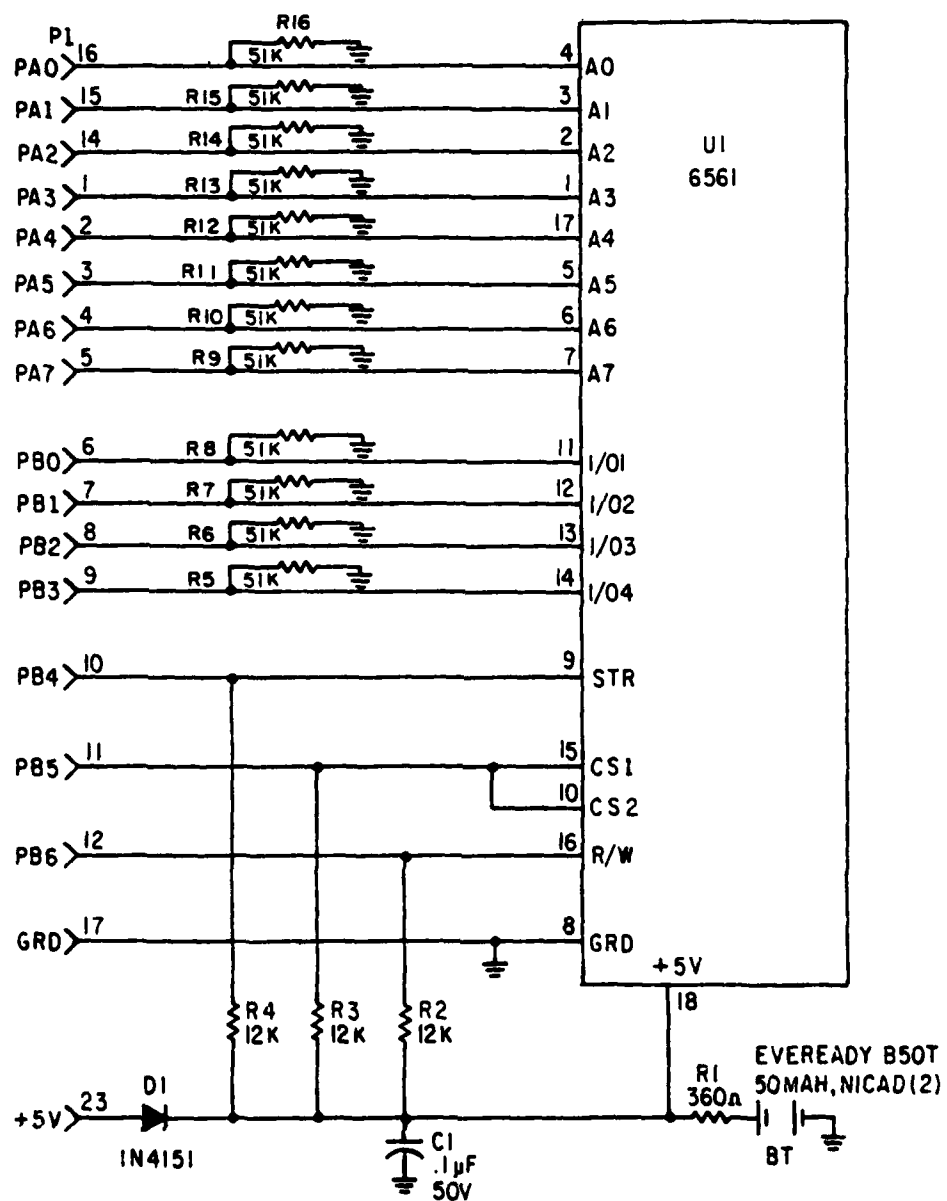 P1
R16
PA0 16 51K 4 A0
PA1 15 R15 51K 3 A1
PA2 14 R14 51K 2 A2
U1
6561
PA3 1 R13 51K 1 A3
PA4 2 R12 51K 17 A4
PA5 3 R11 51K 5 A5
PA6 4 R10 51K 6 A6
PA7 5 R9 51K 7 A7
PB0 6 R8 51K 11 I/O1
PB1 7 R7 51K 12 I/O2
PB2 8 R6 51K 13 I/O3
PB3 9 R5 51K 14 I/O4
PB4 10 9 STR
PB5 11 15 CS1
10 CS2
PB6 12 16 R/W
GRD 17 8 GRD
+5V
18
R4
12K
R3
12K
R2
12K
R1
360Ω
EVEREADY B50T
50MAH, NICAD(2)
BT
+5V 23
D1
1N4151
C1
.1µF
50V